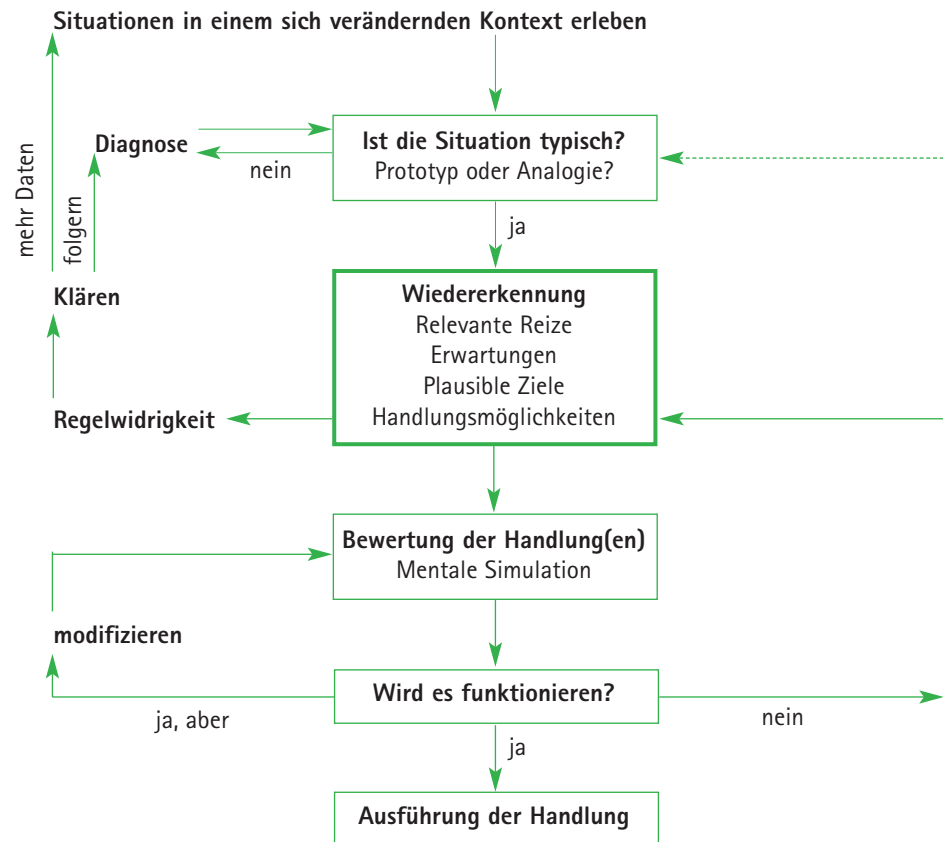 Situationen in einem sich verändernden Kontext erleben
Diagnose
nein
Ist die Situation typisch?
Prototyp oder Analogie?
mehr Daten
folgern
ja
Klären
Wiedererkennung
Relevante Reize
Erwartungen
Plausible Ziele
Handlungsmöglichkeiten
Regelwidrigkeit
Bewertung der Handlung(en)
Mentale Simulation
modifizieren
Wird es funktionieren?
ja, aber
nein
ja
Ausführung der Handlung